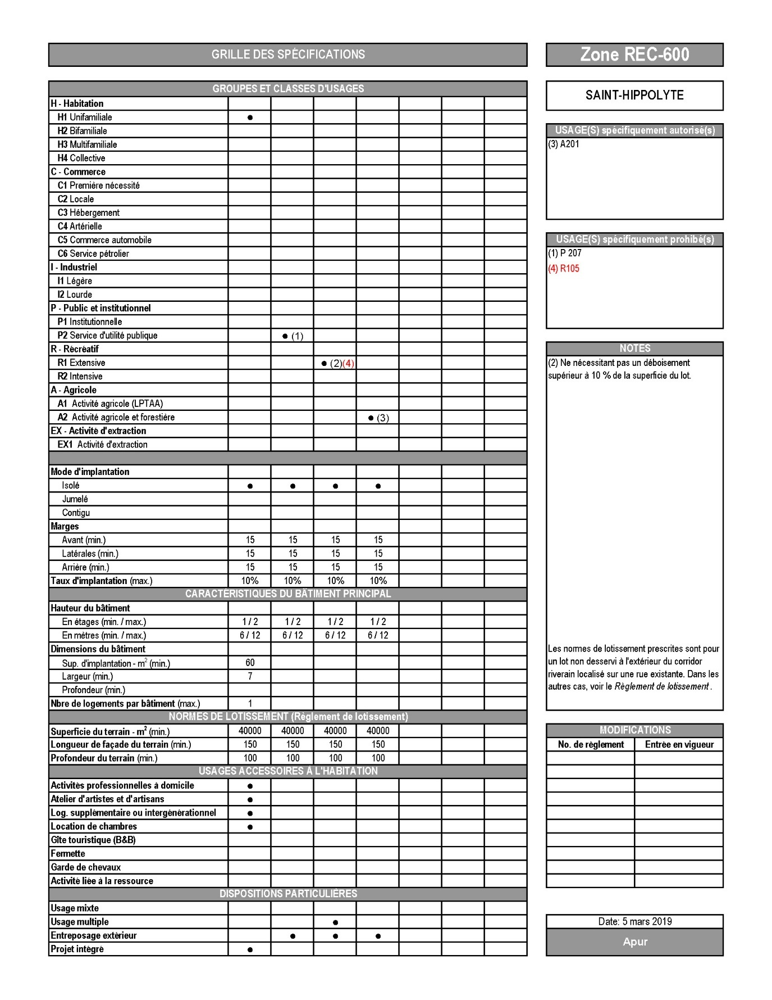 GRILLE DES SPÉCIFICATIONS
Zone REC-600
GROUPES ET CLASSES D'USAGES
H - Habitation
H1 Unifamiliale ●
H2 Bifamiliale
H3 Multifamiliale
H4 Collective
C - Commerce
C1 Première nécessité
C2 Locale
C3 Hébergement
C4 Artérielle
C5 Commerce automobile
C6 Service pétrolier
I - Industriel
I1 Légère
I2 Lourde
P - Public et institutionnel
P1 Institutionnelle
P2 Service d'utilité publique ● (1)
R - Récréatif
R1 Extensive ● (2)(4)
R2 Intensive
A - Agricole
A1 Activité agricole (LPTAA)
A2 Activité agricole et forestière ● (3)
EX - Activité d'extraction
EX1 Activité d'extraction
Mode d'implantation
Isolé ● ● ● ●
Jumelé
Contigu
Marges
Avant (min.) 15 15 15 15
Latérales (min.) 15 15 15 15
Arrière (min.) 15 15 15 15
Taux d'implantation (max.) 10% 10% 10% 10%
CARACTÉRISTIQUES DU BÂTIMENT PRINCIPAL
Hauteur du bâtiment
En étages (min. / max.) 1 / 2 1 / 2 1 / 2 1 / 2
En mètres (min. / max.) 6 / 12 6 / 12 6 / 12 6 / 12
Dimensions du bâtiment
Sup. d'implantation - m² (min.) 60
Largeur (min.) 7
Profondeur (min.)
Nbre de logements par bâtiment (max.) 1
NORMES DE LOTISSEMENT (Règlement de lotissement)
Superficie du terrain - m² (min.) 40000 40000 40000 40000
Longueur de façade du terrain (min.) 150 150 150 150
Profondeur du terrain (min.) 100 100 100 100
USAGES ACCESSOIRES À L'HABITATION
Activités professionnelles à domicile ●
Atelier d'artistes et d'artisans ●
Log. supplémentaire ou intergénérationnel ●
Location de chambres ●
Gîte touristique (B&B)
Fermette
Garde de chevaux
Activité liée à la ressource
DISPOSITIONS PARTICULIÈRES
Usage mixte
Usage multiple ●
Entreposage extérieur ● ● ●
Projet intégré ●
SAINT-HIPPOLYTE
USAGE(S) spécifiquement autorisé(s)
(3) A201
USAGE(S) spécifiquement prohibé(s)
(1) P 207
(4) R105
NOTES
(2) Ne nécessitant pas un déboisement
supérieur à 10 % de la superficie du lot.
Les normes de lotissement prescrites sont pour
un lot non desservi à l'extérieur du corridor
riverain localisé sur une rue existante. Dans les
autres cas, voir le Règlement de lotissement .
MODIFICATIONS
No. de règlement Entrée en vigueur
Date: 5 mars 2019
Apur